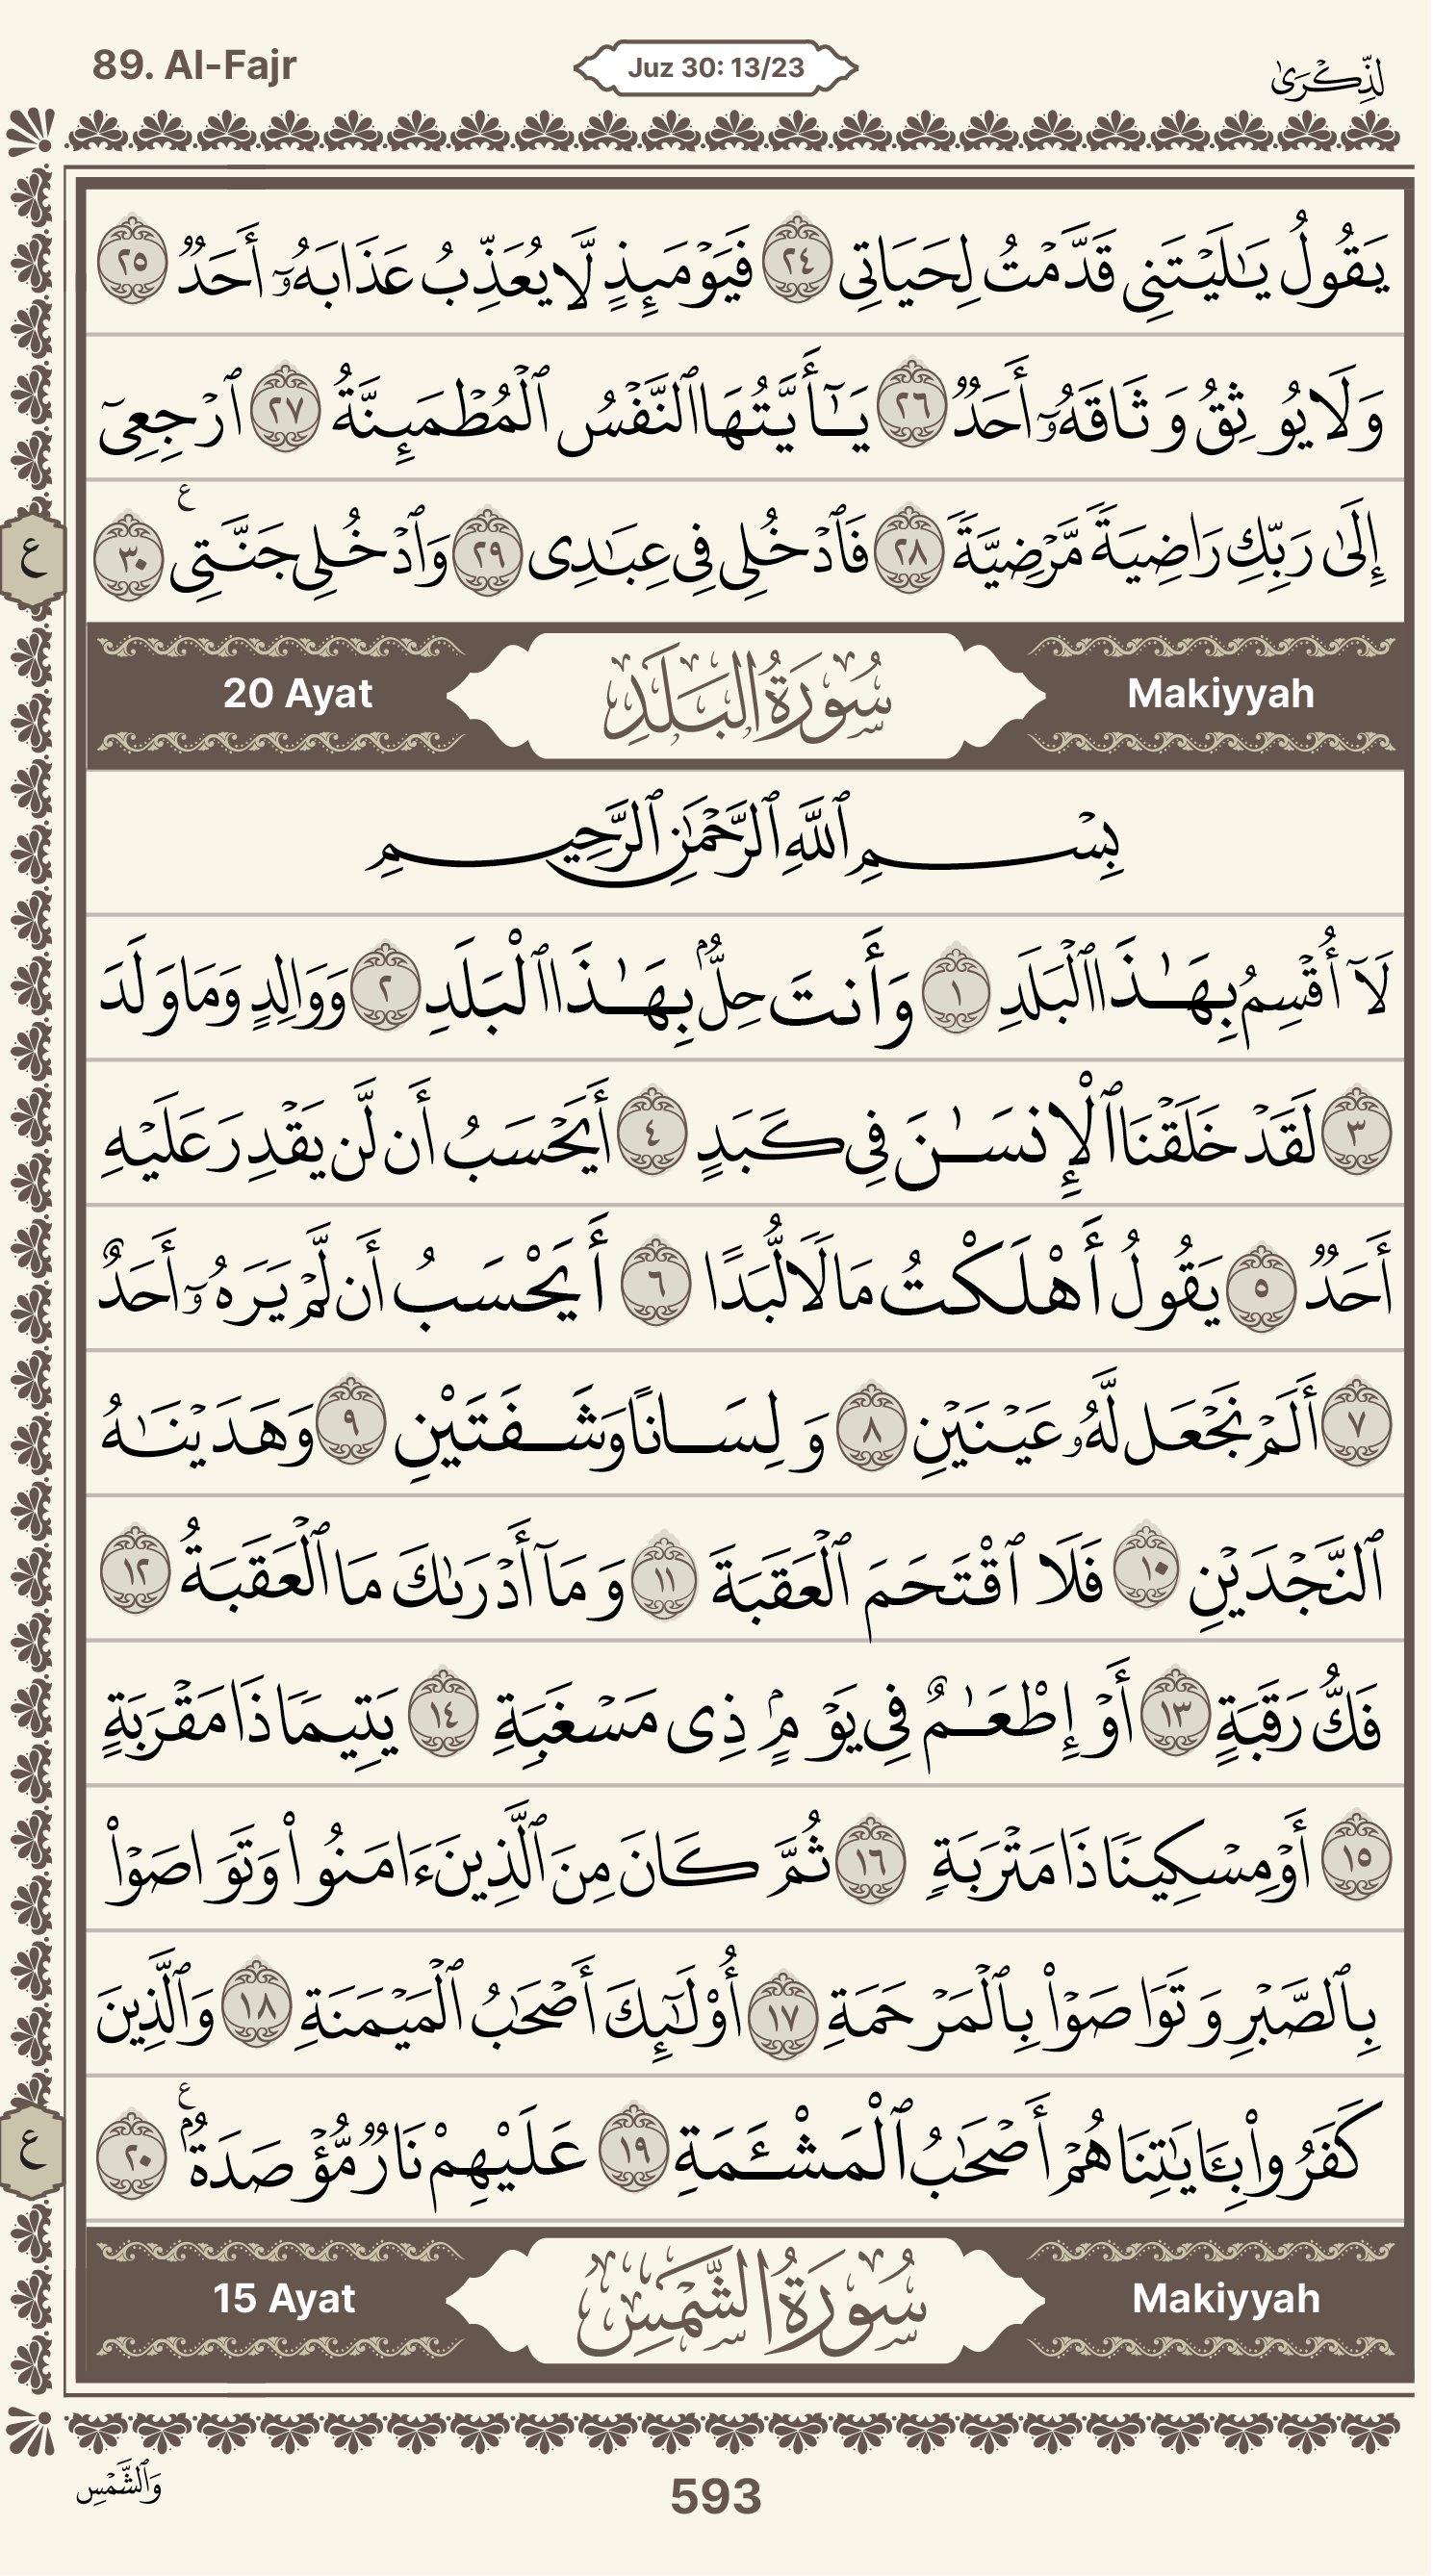 89. Al-Fajr
Juz 30: 13/23
لذِّكْرَىٰ
يَقُولُ يَـٰلَيْتَنِى قَدَّمْتُ لِحَيَاتِى ٢٤ فَيَوْمَىِٕذٍ لَّا يُعَذِّبُ عَذَابَهُۥٓ أَحَدٌ ٢٥
وَلَا يُوثِقُ وَثَاقَهُۥٓ أَحَدٌ ٢٦ يَـٰٓأَيَّتُهَا ٱلنَّفْسُ ٱلْمُطْمَىِٕنَّةُ ٢٧ ٱرْجِعِىٓ
إِلَىٰ رَبِّكِ رَاضِيَةً مَّرْضِيَّةً ٢٨ فَٱدْخُلِى فِى عِبَـٰدِى ٢٩ وَٱدْخُلِى جَنَّتِى ع ٣٠
ع
20 Ayat
سُورَةُ البَلَدِ
Makiyyah
بِسْمِ ٱللَّهِ ٱلرَّحْمَـٰنِ ٱلرَّحِيمِ
لَآ أُقْسِمُ بِهَـٰذَا ٱلْبَلَدِ ١ وَأَنتَ حِلٌّۢ بِهَـٰذَا ٱلْبَلَدِ ٢ وَوَالِدٍ وَمَا وَلَدَ
٣ لَقَدْ خَلَقْنَا ٱلْإِنسَـٰنَ فِى كَبَدٍ ٤ أَيَحْسَبُ أَن لَّن يَقْدِرَ عَلَيْهِ
أَحَدٌ ٥ يَقُولُ أَهْلَكْتُ مَالًا لُّبَدًا ٦ أَيَحْسَبُ أَن لَّمْ يَرَهُۥٓ أَحَدٌ
٧ أَلَمْ نَجْعَل لَّهُۥ عَيْنَيْنِ ٨ وَلِسَانًا وَشَفَتَيْنِ ٩ وَهَدَيْنَـٰهُ
ٱلنَّجْدَيْنِ ١٠ فَلَا ٱقْتَحَمَ ٱلْعَقَبَةَ ١١ وَمَآ أَدْرَىٰكَ مَا ٱلْعَقَبَةُ ١٢
فَكُّ رَقَبَةٍ ١٣ أَوْ إِطْعَـٰمٌ فِى يَوْمٍۢ ذِى مَسْغَبَةٍ ١٤ يَتِيمًا ذَا مَقْرَبَةٍ
١٥ أَوْ مِسْكِينًا ذَا مَتْرَبَةٍ ١٦ ثُمَّ كَانَ مِنَ ٱلَّذِينَ ءَامَنُوا۟ وَتَوَاصَوْا۟
بِٱلصَّبْرِ وَتَوَاصَوْا۟ بِٱلْمَرْحَمَةِ ١٧ أُو۟لَـٰٓىِٕكَ أَصْحَـٰبُ ٱلْمَيْمَنَةِ ١٨ وَٱلَّذِينَ
كَفَرُوا۟ بِـَٔايَـٰتِنَا هُمْ أَصْحَـٰبُ ٱلْمَشْـَٔمَةِ ١٩ عَلَيْهِمْ نَارٌ مُّؤْصَدَةٌۢ ع ٢٠
ع
15 Ayat
سُورَةُ الشَّمْسِ
Makiyyah
وَٱلشَّمْسِ
593